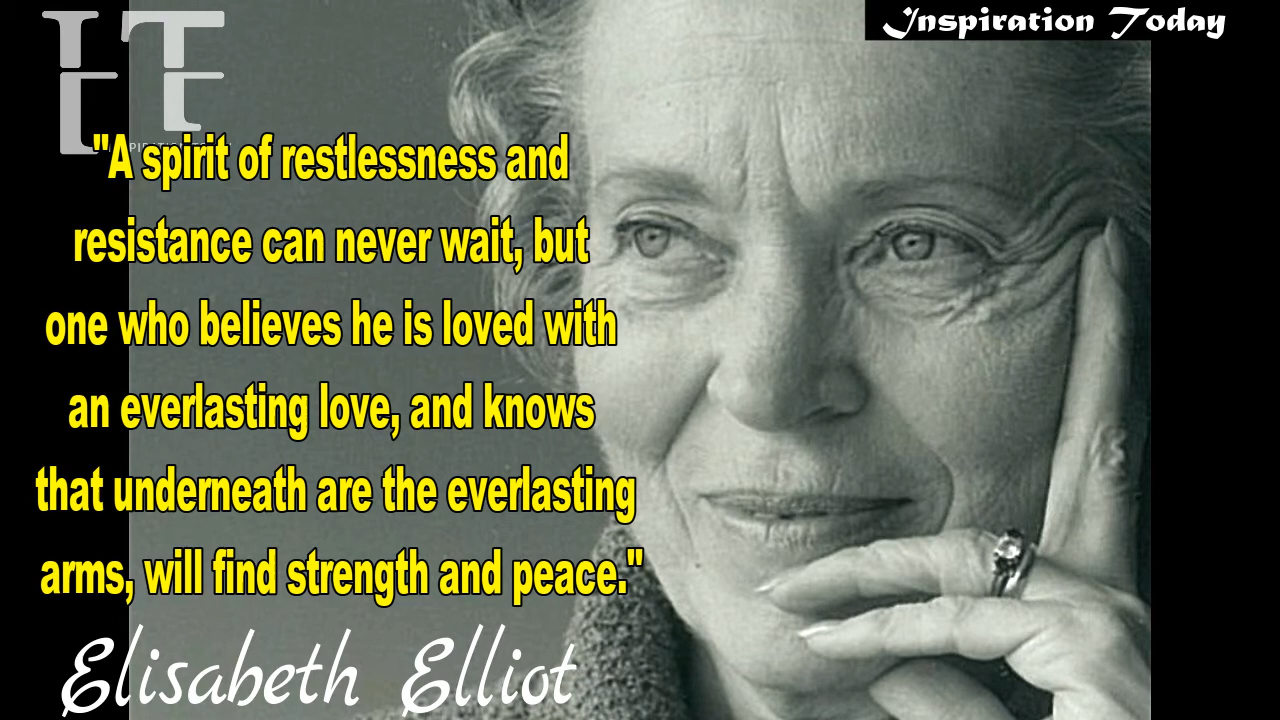 Inspiration Today
"A spirit of restlessness and
resistance can never wait, but
one who believes he is loved with
an everlasting love, and knows
that underneath are the everlasting
arms, will find strength and peace."
Elisabeth Elliot